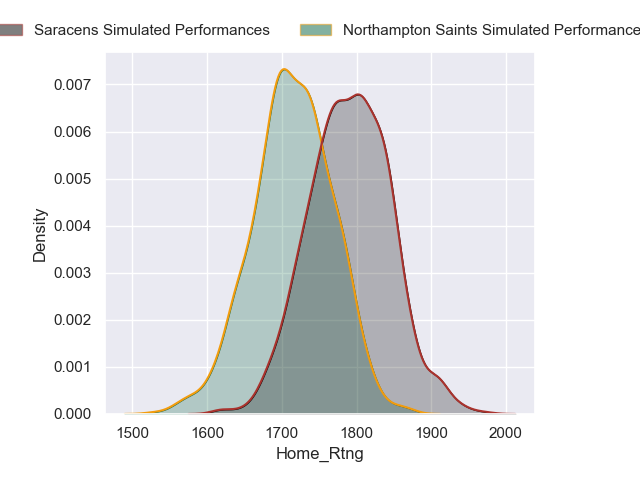 Saracens Simulated Performances Northampton Saints Simulated Performance
0.007
0.006
0.005
0.004
0.003
0.002
0.001
0.000
Density
1500 1600 1700 1800 1900 2000
Home_Rtng